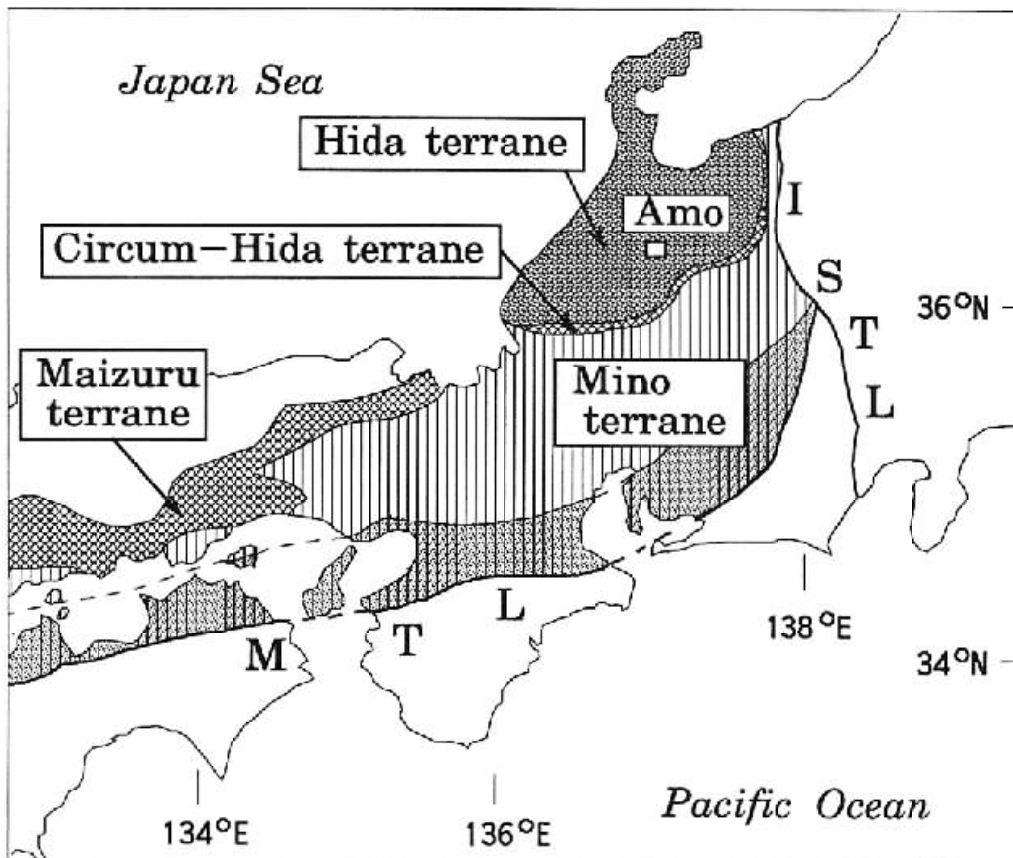 Japan Sea
Hida terrane
Amo
I
Circum-Hida terrane
S
36°N
T
Maizuru
terrane
Mino
terrane
L
L
138°E
M
T
34°N
134°E
136°E
Pacific Ocean